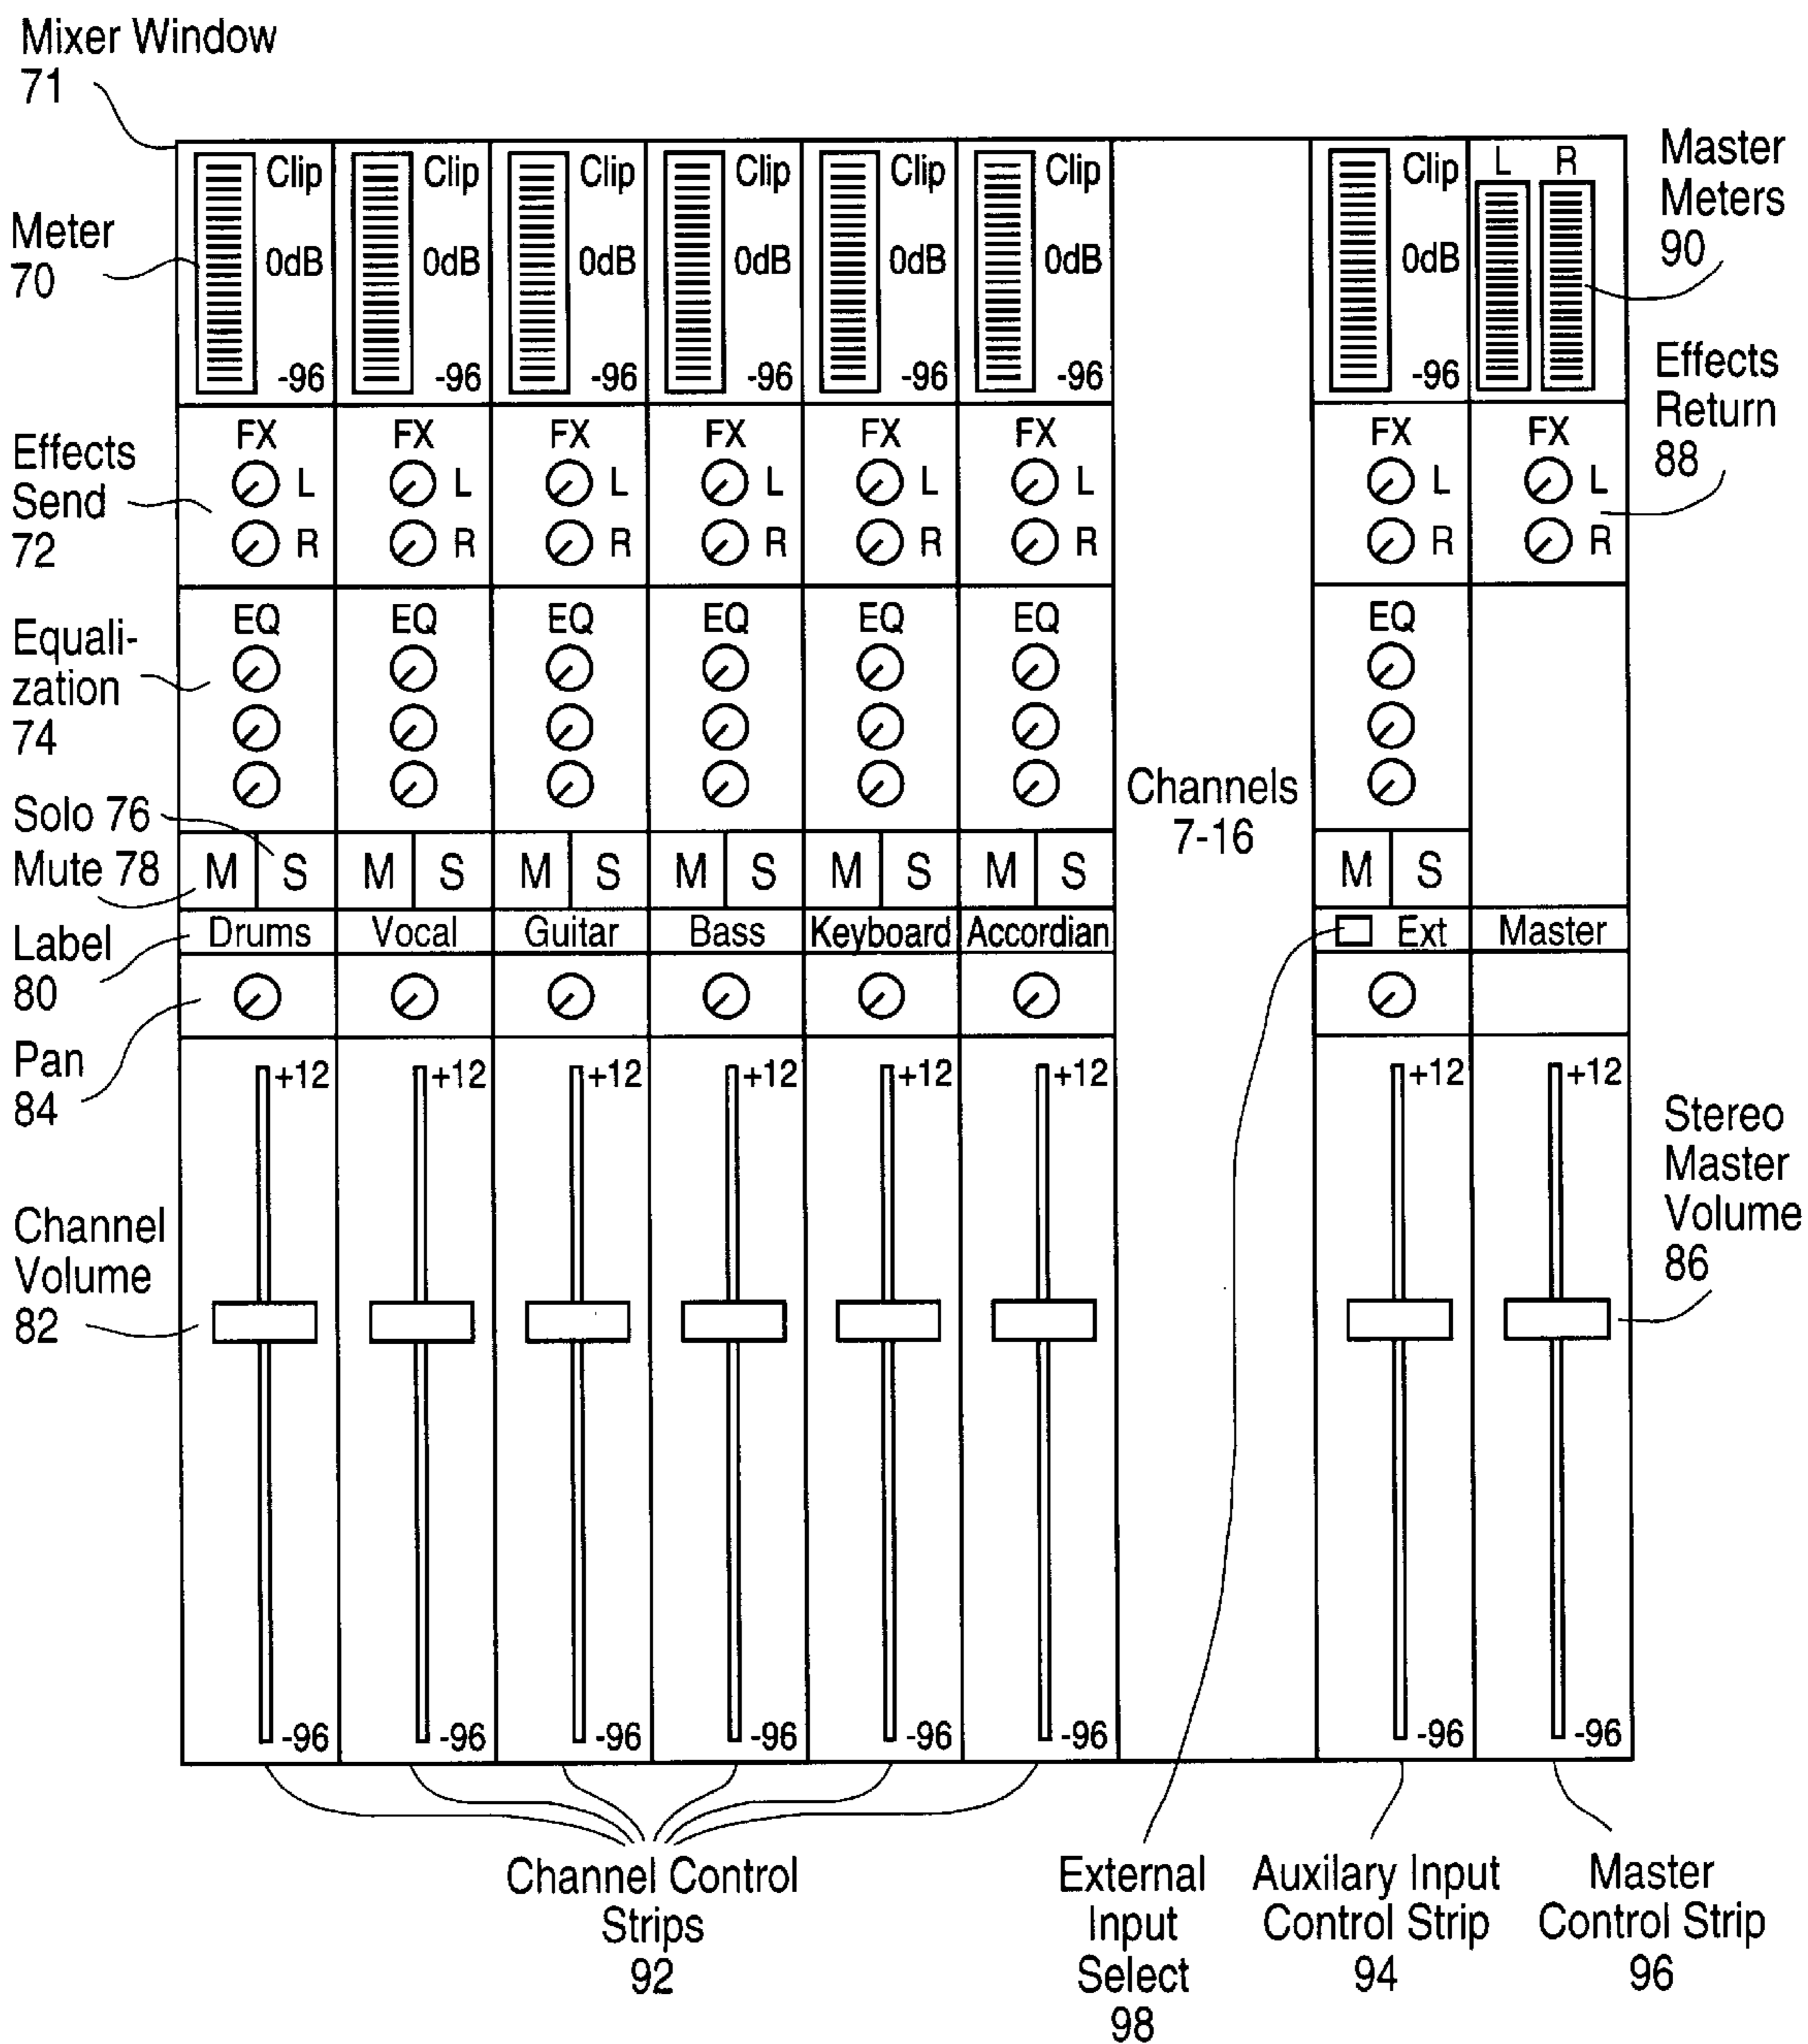 Mixer Window
71
Meter
70
Effects
Send
72
Equali-
zation
74
Solo 76
Mute 78
Label
80
Pan
84
Channel
Volume
82
Clip Clip Clip Clip Clip Clip Clip L R
0dB 0dB 0dB 0dB 0dB 0dB 0dB
-96 -96 -96 -96 -96 -96 -96
FX FX FX FX FX FX FX FX
L L L L L L L L
R R R R R R R R
EQ EQ EQ EQ EQ EQ EQ
Channels
7-16
M S M S M S M S M S M S M S
Drums Vocal Guitar Bass Keyboard Accordian Ext Master
+12 +12 +12 +12 +12 +12 +12 +12
-96 -96 -96 -96 -96 -96 -96 -96
Master
Meters
90
Effects
Return
88
Stereo
Master
Volume
86
Channel Control
Strips
92
External
Input
Select
98
Auxilary Input
Control Strip
94
Master
Control Strip
96